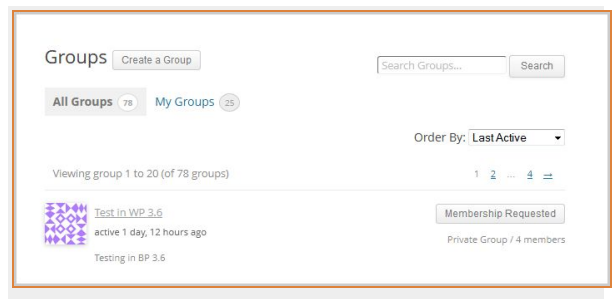 Groups Create a Group
Search Groups... Search
All Groups 78 My Groups 25
Order By: Last Active
Viewing group 1 to 20 (of 78 groups) 1 2 ... 4 →
Test in WP 3.6 Membership Requested
active 1 day, 12 hours ago
Private Group / 4 members
Testing in BP 3.6